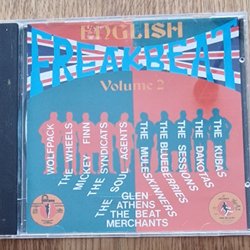 ENGLISH
FREAKBEAT
Volume 2
WOLFPACK
THE WHEELS
MICKEY FINN
THE SYNDICATS
THE SOUL AGENTS
GLEN
ATHENS
THE BEAT
MERCHANTS
THE MULESKINNERS
THE BLUEBERRIES
THE SESSIONS
THE DAKOTAS
THE KUBAS